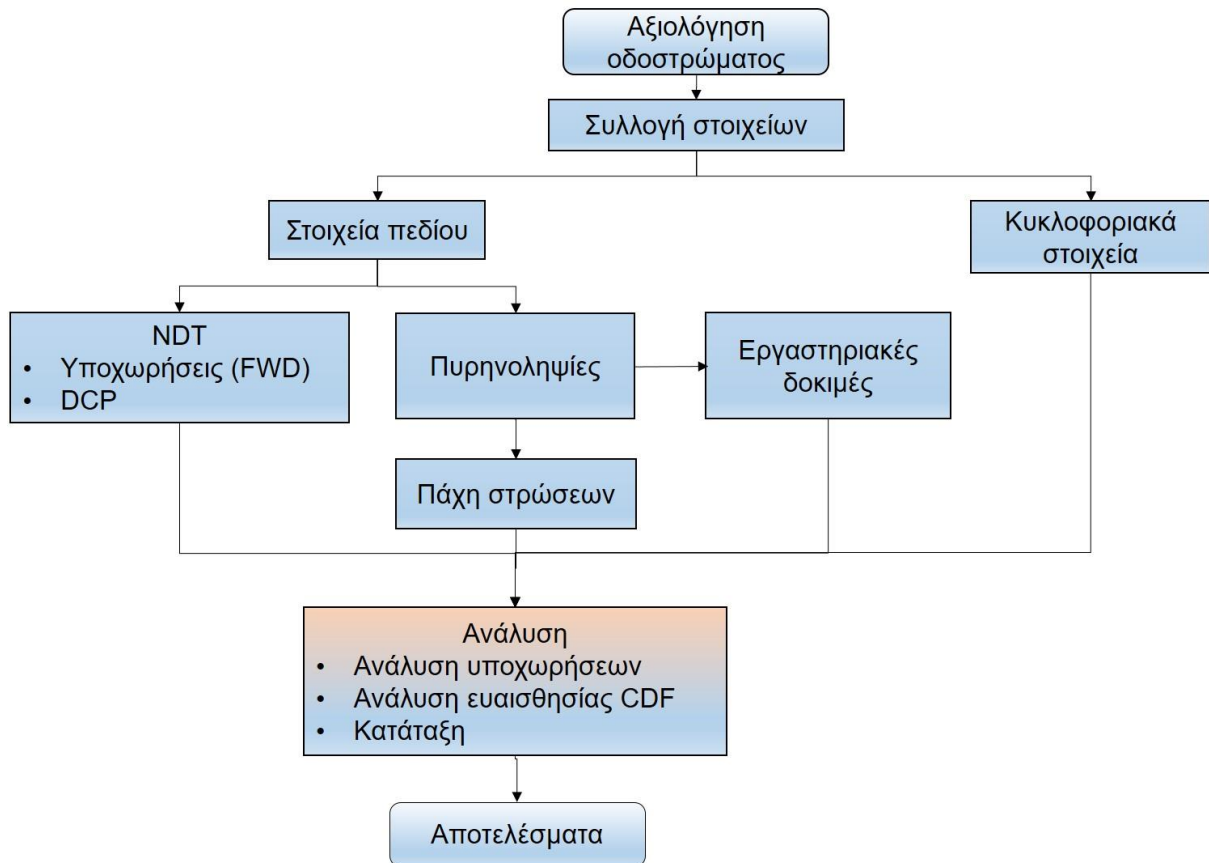 Αξιολόγηση
οδοστρώματος
Συλλογή στοιχείων
Στοιχεία πεδίου
Κυκλοφοριακά
στοιχεία
NDT
• Υποχωρήσεις (FWD)
• DCP
Πυρηνοληψίες
Εργαστηριακές
δοκιμές
Πάχη στρώσεων
Ανάλυση
• Ανάλυση υποχωρήσεων
• Ανάλυση ευαισθησίας CDF
• Κατάταξη
Αποτελέσματα